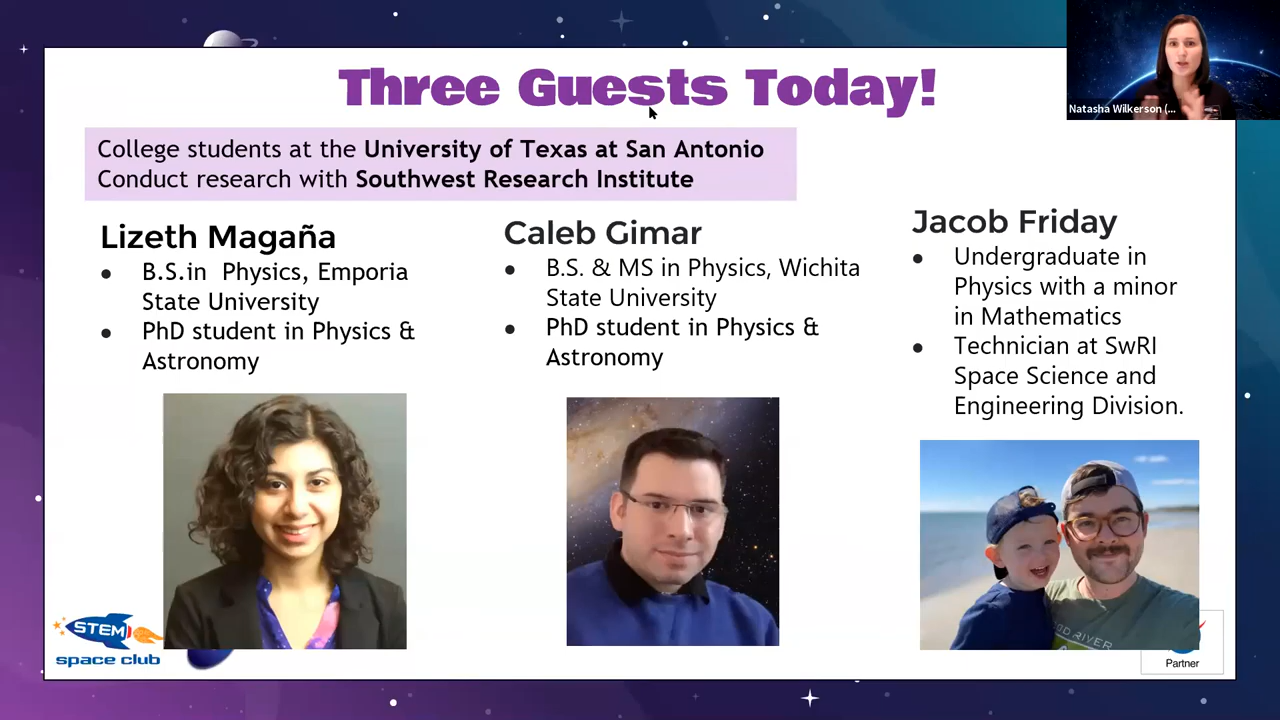 Three Guests Today!
Natasha Wilkerson (...
College students at the University of Texas at San Antonio
Conduct research with Southwest Research Institute
Lizeth Magaña
● B.S.in Physics, Emporia
State University
● PhD student in Physics &
Astronomy
Caleb Gimar
● B.S. & MS in Physics, Wichita
State University
● PhD student in Physics &
Astronomy
Jacob Friday
● Undergraduate in
Physics with a minor
in Mathematics
● Technician at SwRI
Space Science and
Engineering Division.
STEM
space club
RIVER
Partner